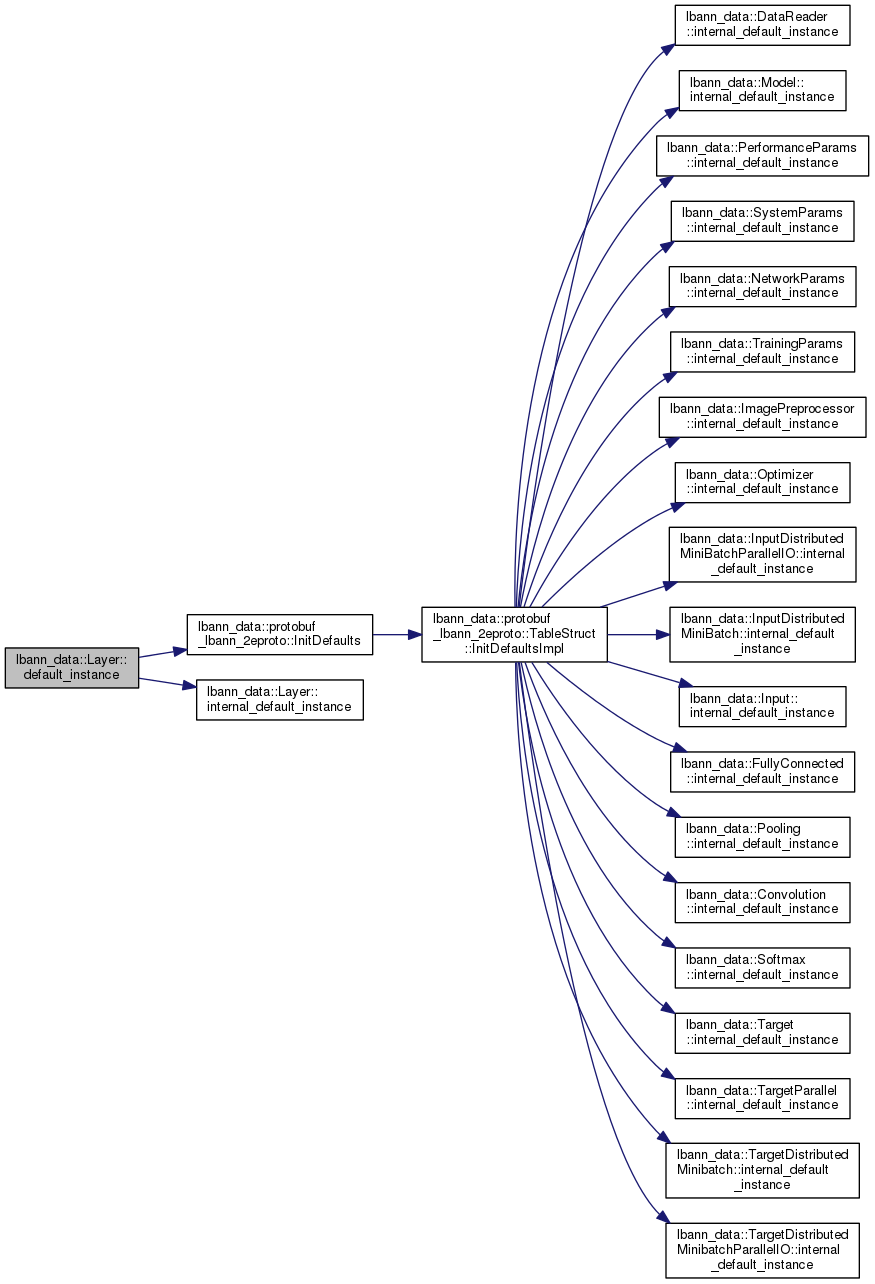 lbann_data::Layer::
default_instance
lbann_data::protobuf
_lbann_2eproto::InitDefaults
lbann_data::Layer::
internal_default_instance
lbann_data::protobuf
_lbann_2eproto::TableStruct
::InitDefaultsImpl
lbann_data::DataReader
::internal_default_instance
lbann_data::Model::
internal_default_instance
lbann_data::PerformanceParams
::internal_default_instance
lbann_data::SystemParams
::internal_default_instance
lbann_data::NetworkParams
::internal_default_instance
lbann_data::TrainingParams
::internal_default_instance
lbann_data::ImagePreprocessor
::internal_default_instance
lbann_data::Optimizer
::internal_default_instance
lbann_data::InputDistributed
MiniBatchParallelIO::internal
_default_instance
lbann_data::InputDistributed
MiniBatch::internal_default
_instance
lbann_data::Input::
internal_default_instance
lbann_data::FullyConnected
::internal_default_instance
lbann_data::Pooling
::internal_default_instance
lbann_data::Convolution
::internal_default_instance
lbann_data::Softmax
::internal_default_instance
lbann_data::Target
::internal_default_instance
lbann_data::TargetParallel
::internal_default_instance
lbann_data::TargetDistributed
Minibatch::internal_default
_instance
lbann_data::TargetDistributed
MinibatchParallelIO::internal
_default_instance